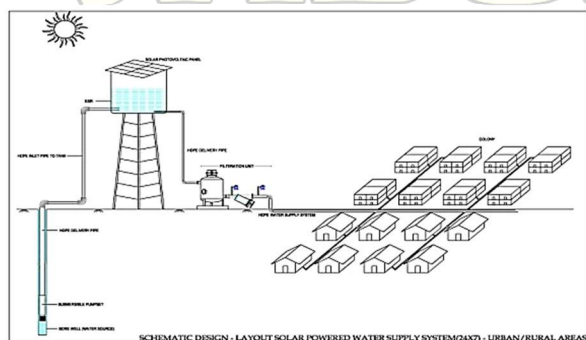 SOLAR PHOTOVOLTAIC PANEL
ESR
HDPE INLET PIPE TO TANK
HDPE DELIVERY PIPE
FILTERATION UNIT
COLONY
HDPE WATER SUPPLY SYSTEM
HDPE DELIVERY PIPE
SUBMERSIBLE PUMPSET
BORE WELL (WATER SOURCE)
SCHEMATIC DESIGN - LAYOUT SOLAR POWERED WATER SUPPLY SYSTEM(24X7) - URBAN/RURAL AREAS